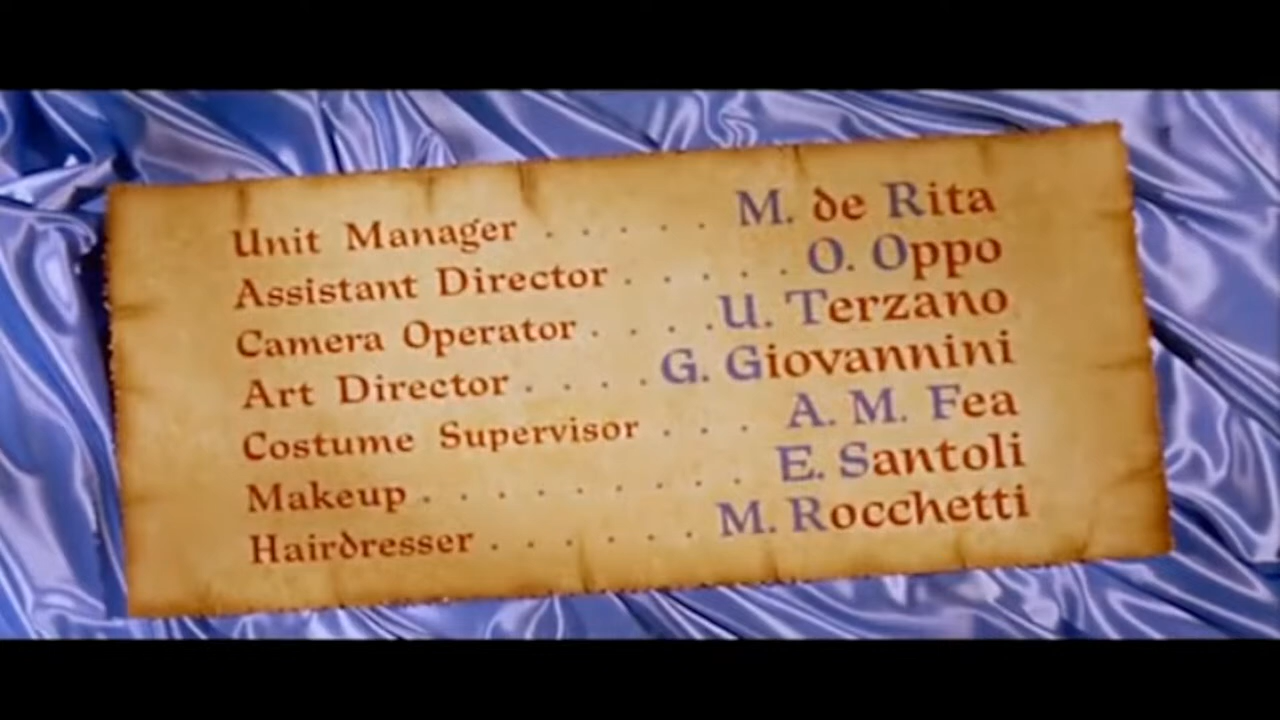 Unit Manager . . . . . M. de Rita
Assistant Director . . . . . O. Oppo
Camera Operator . . . . U. Terzano
Art Director . . . . G. Giovannini
Costume Supervisor . . . A. M. Fea
Makeup . . . . . . . . . E. Santoli
Hairdresser . . . . . . M. Rocchetti